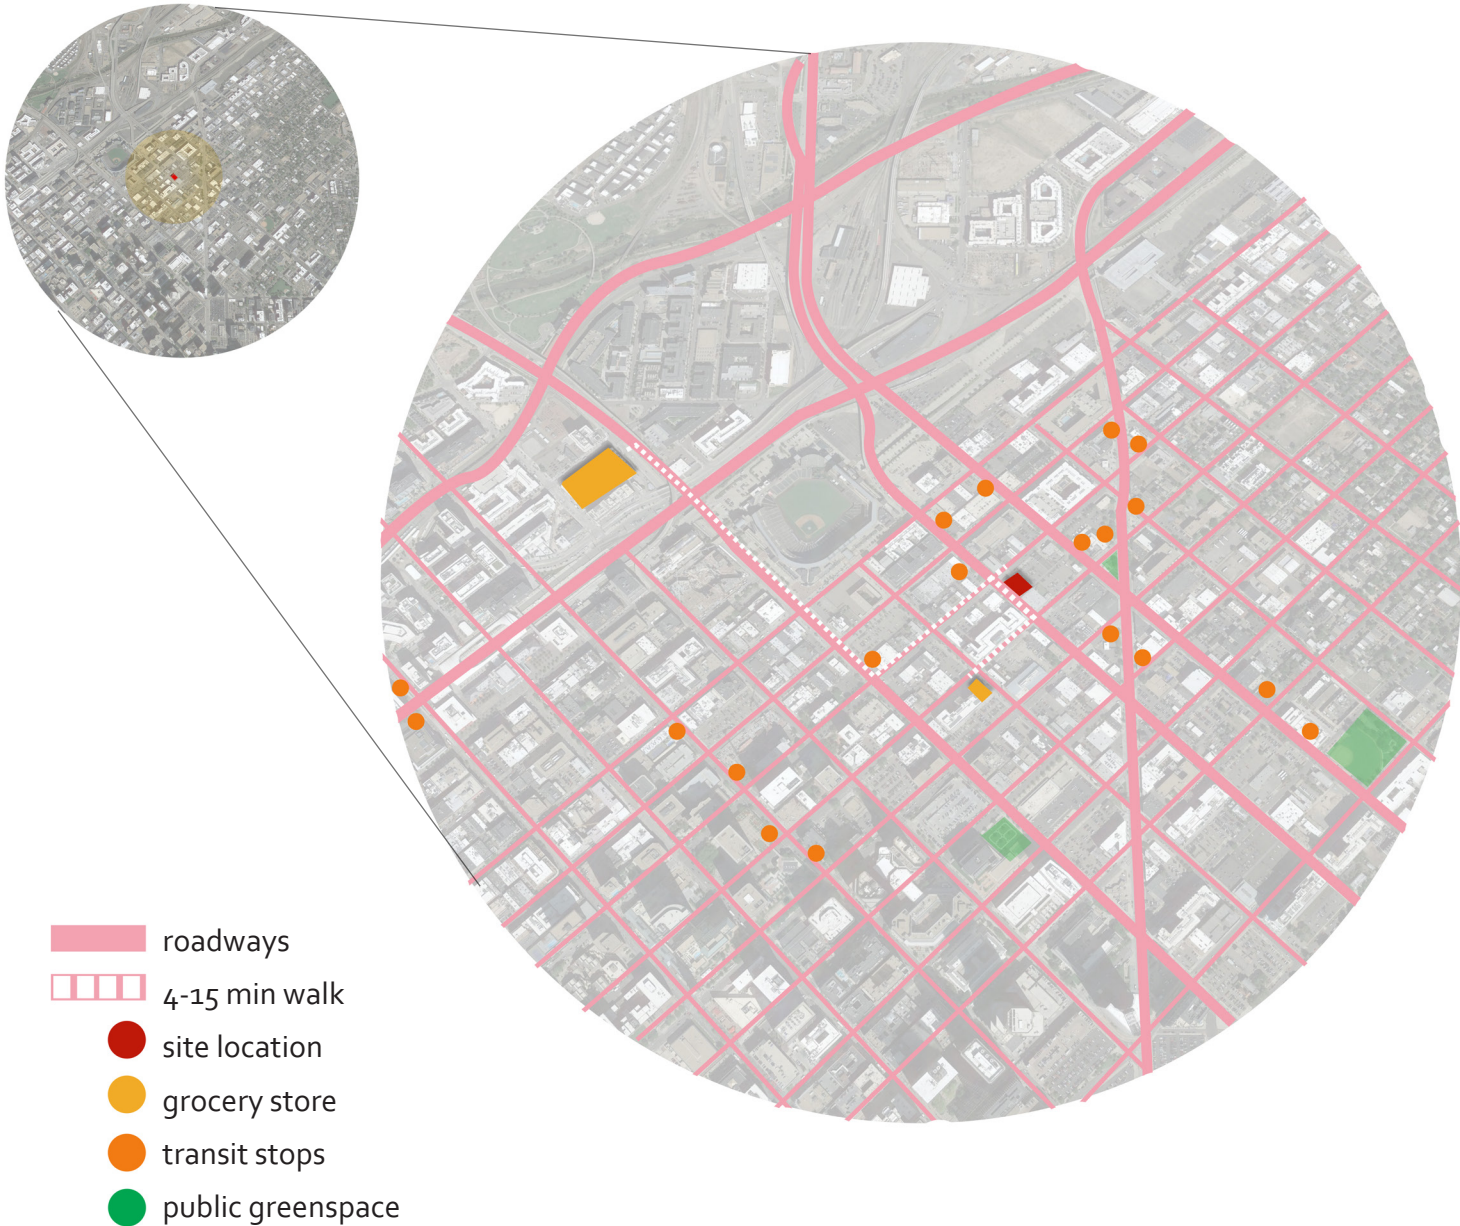 roadways
4-15 min walk
site location
grocery store
transit stops
public greenspace